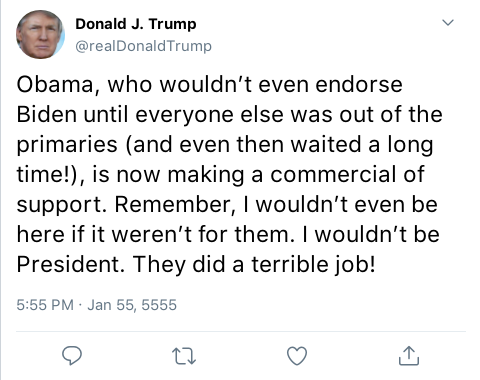 Donald J. Trump
@realDonaldTrump
Obama, who wouldn’t even endorse
Biden until everyone else was out of the
primaries (and even then waited a long
time!), is now making a commercial of
support. Remember, I wouldn’t even be
here if it weren’t for them. I wouldn’t be
President. They did a terrible job!
5:55 PM · Jan 55, 5555